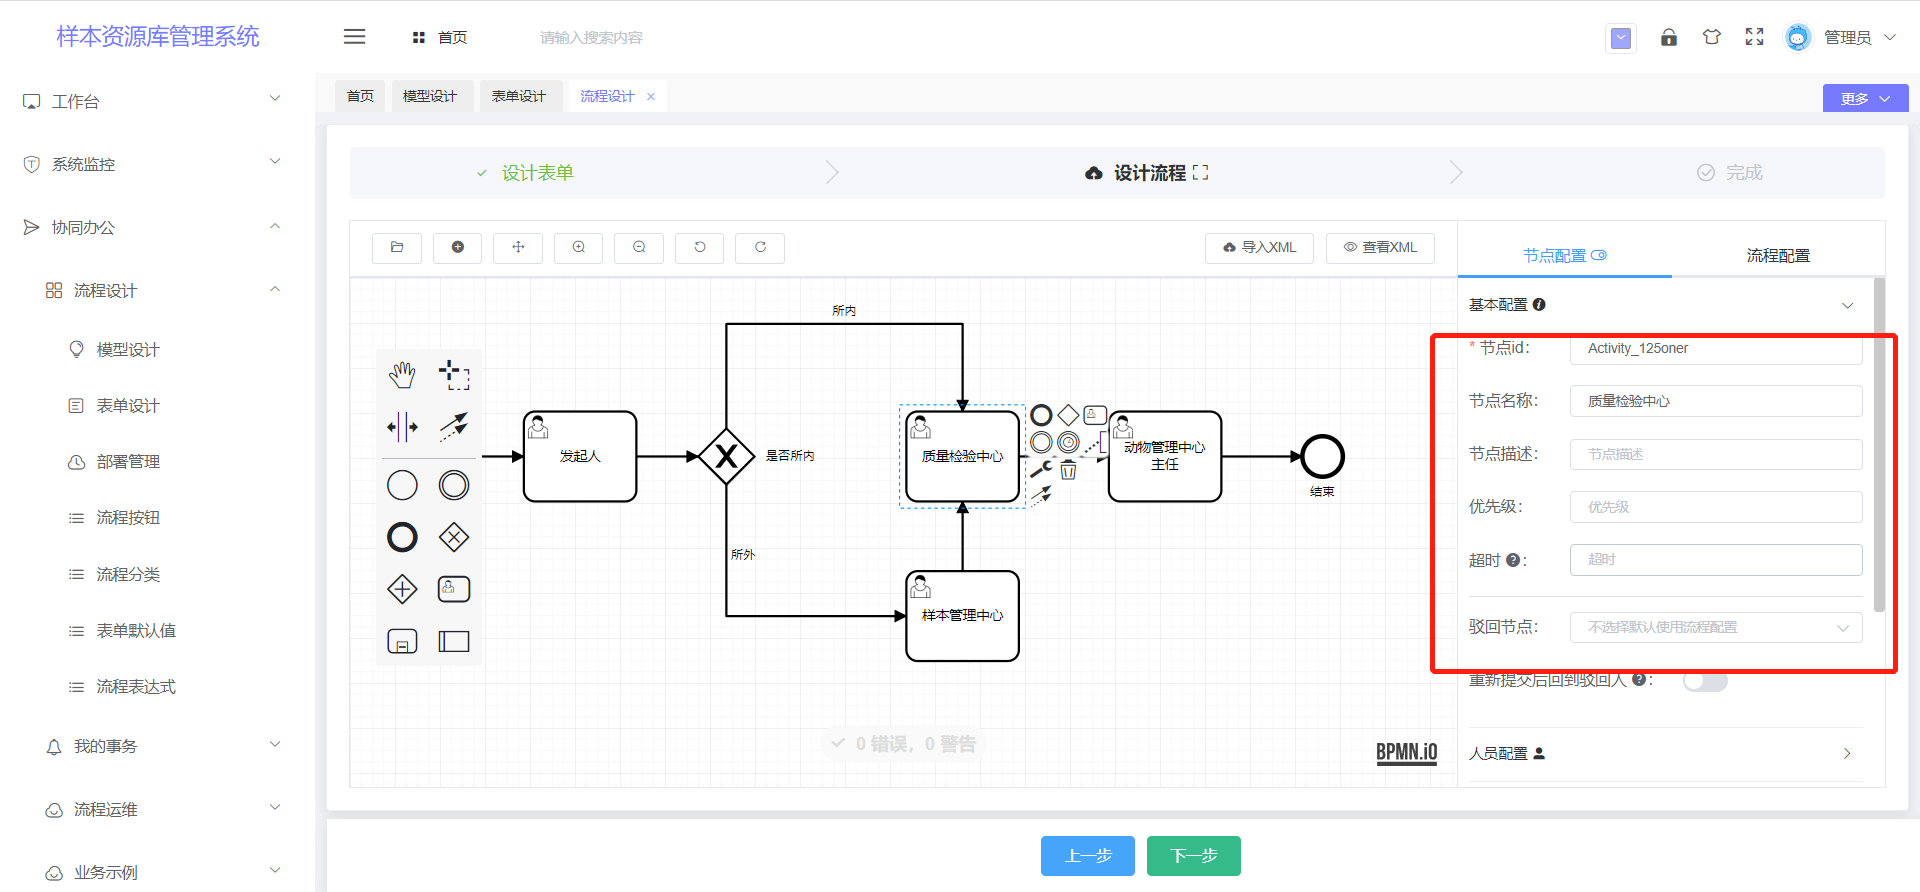 样本资源库管理系统
首页
请输入搜索内容
管理员
工作台
系统监控
协同办公
流程设计
模型设计
表单设计
部署管理
流程按钮
流程分类
表单默认值
流程表达式
我的事务
流程运维
业务示例
首页
模型设计
表单设计
流程设计
更多
设计表单
设计流程
完成
导入XML
查看XML
所内
发起人
是否所内
质量检验中心
动物管理中心
主任
结束
所外
样本管理中心
0 错误，0 警告
BPMN.iO
节点配置
流程配置
基本配置
* 节点id：
Activity_125oner
节点名称：
质量检验中心
节点描述：
节点描述
优先级：
优先级
超时 ：
超时
驳回节点：
不选择默认使用流程配置
重新提交后回到驳回人 ：
人员配置
上一步
下一步